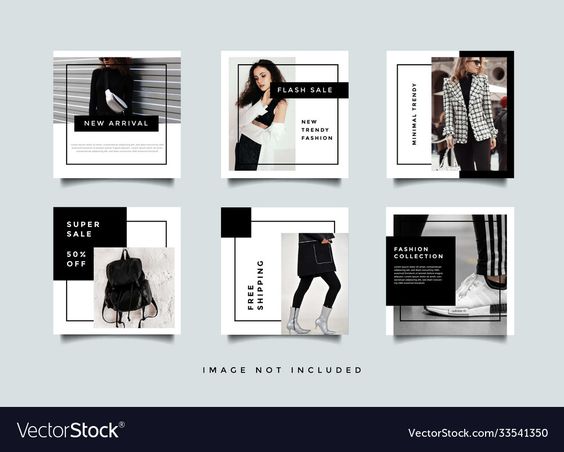 NEW ARRIVAL
FLASH SALE
NEW
TRENDY
FASHION
MINIMAL TRENDY
SUPER
SALE
50%
OFF
FREE
SHIPPING
FASHION
COLLECTION
adidas
IMAGE NOT INCLUDED
VectorStock®
VectorStock.com/33541350